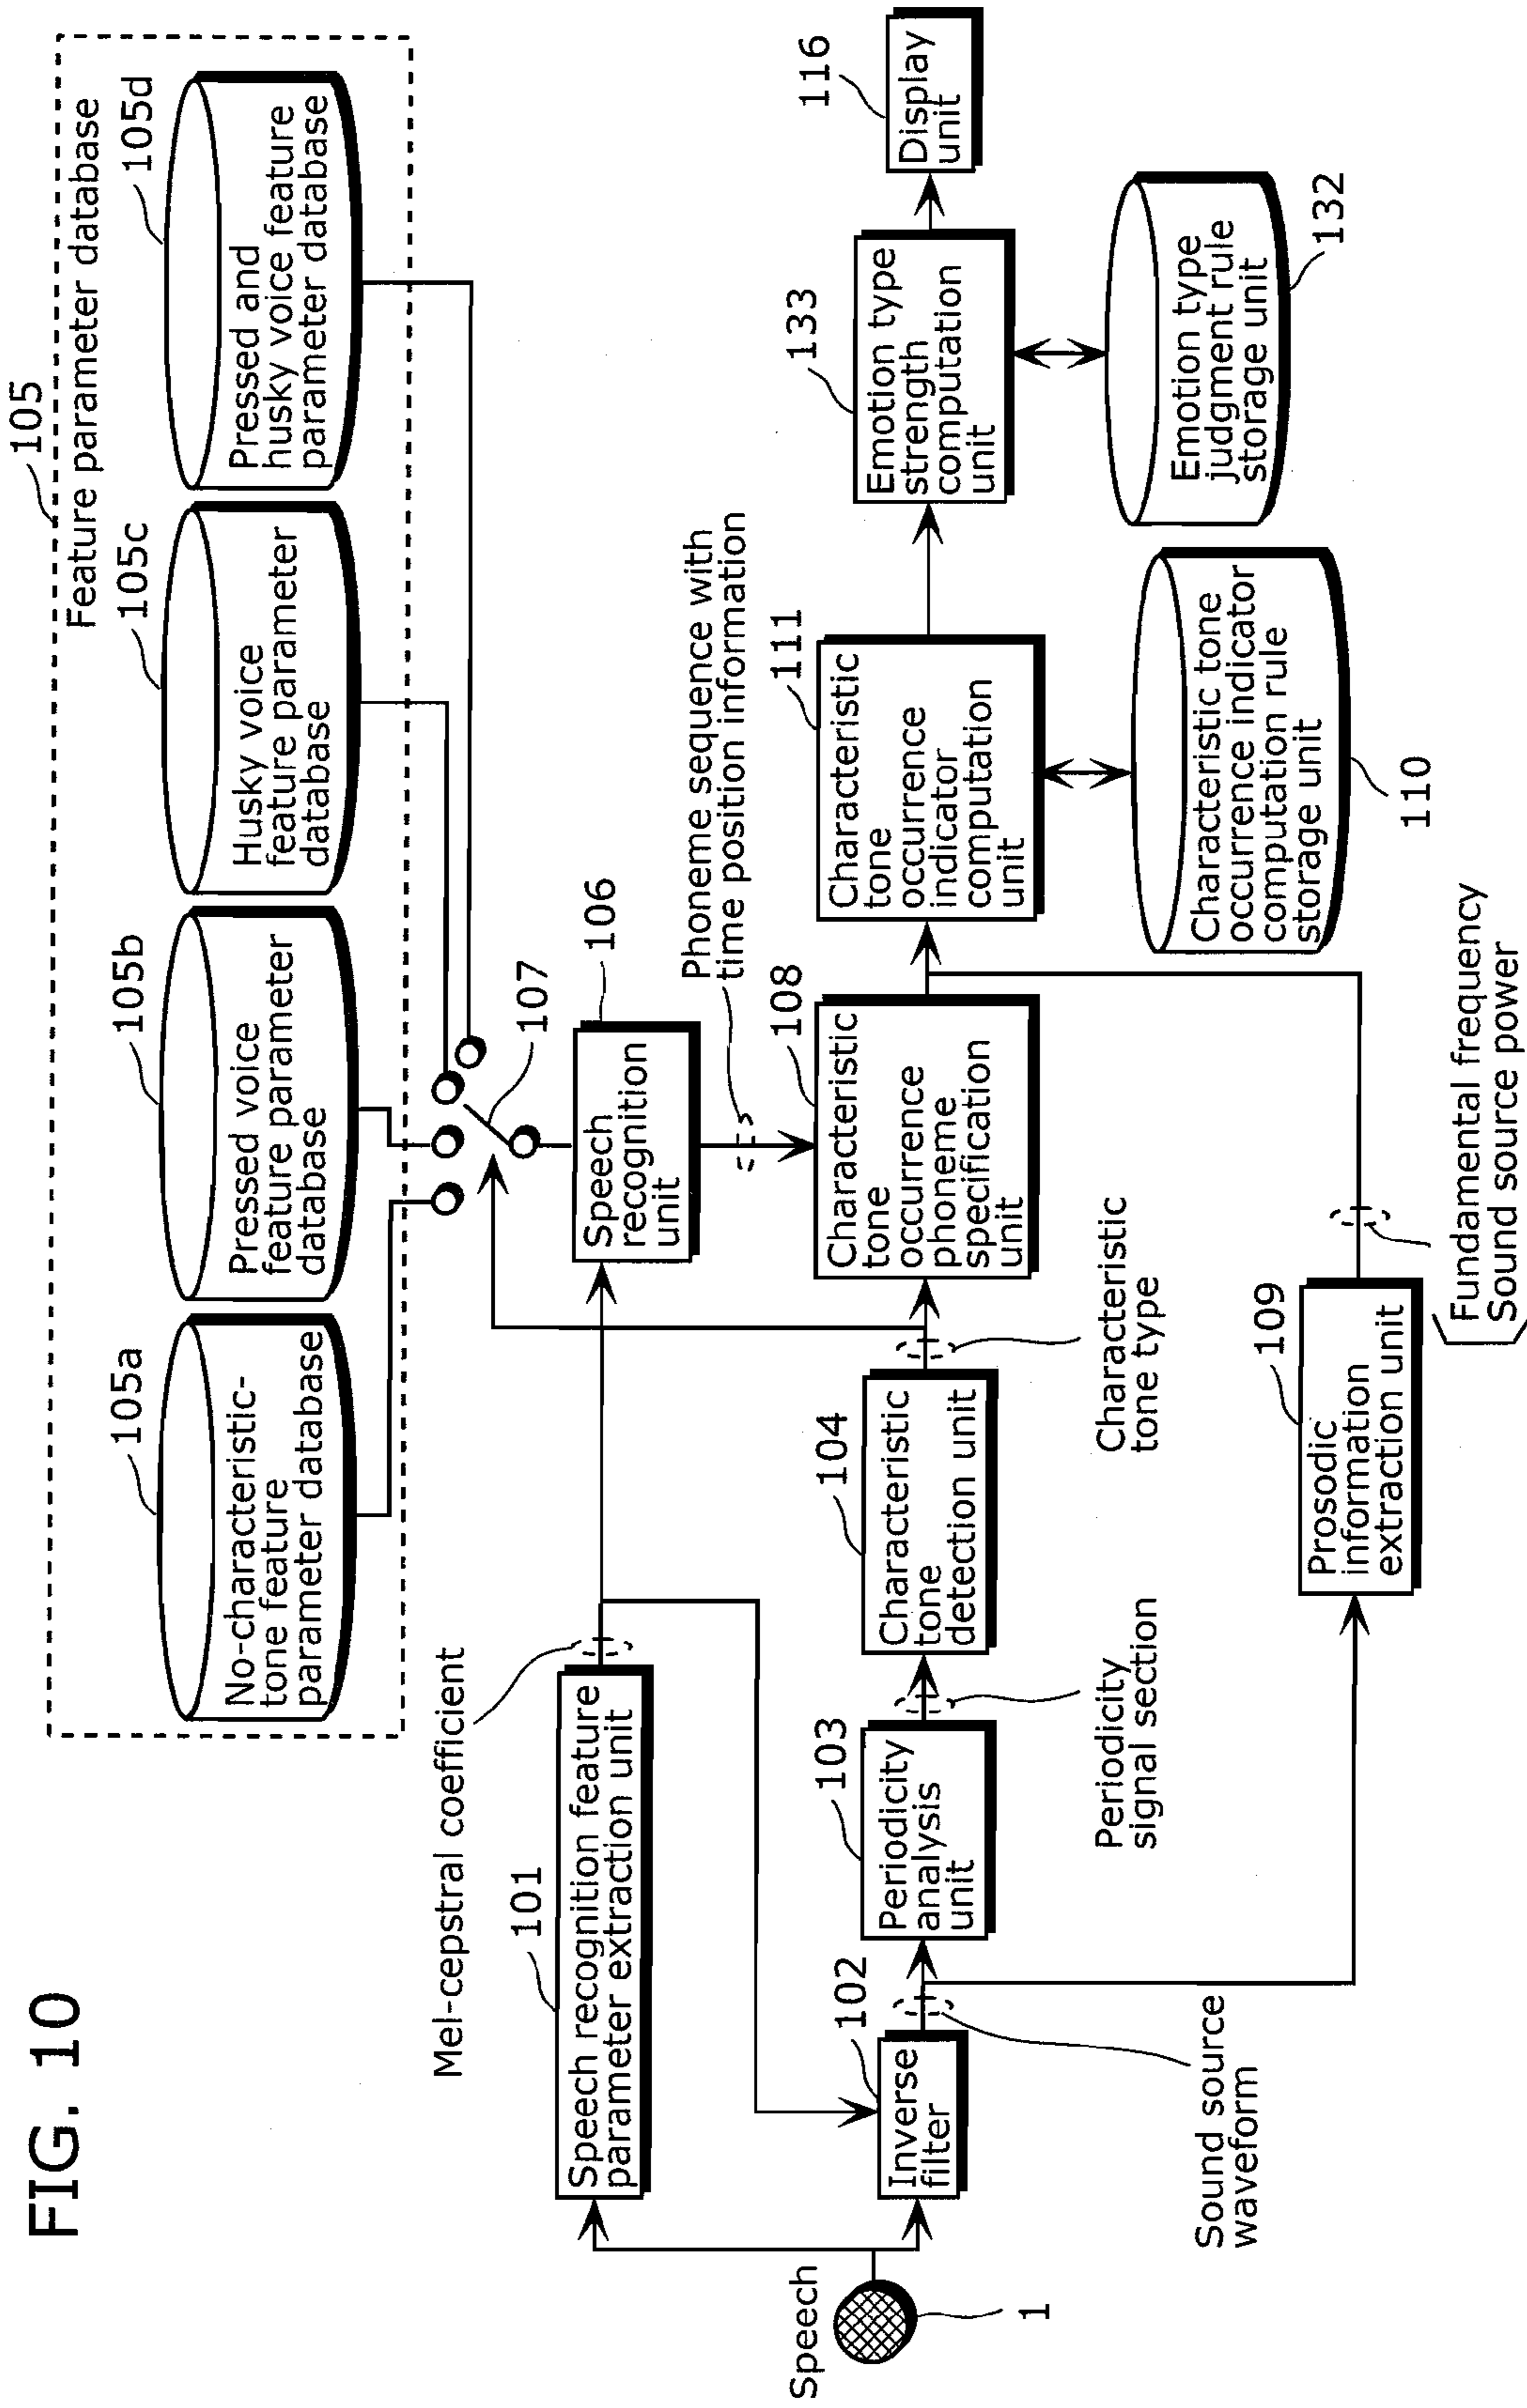 FIG. 10
105
Feature parameter database
105a
No-characteristic-
tone feature
parameter database
105b
Pressed voice
feature parameter
database
105c
Husky voice
feature parameter
database
105d
Pressed and
husky voice feature
parameter database
107
Mel-cepstral coefficient
101
Speech recognition feature
parameter extraction unit
106
Speech
recognition
unit
Phoneme sequence with
time position information
Speech
1
102
Inverse
filter
103
Periodicity
analysis
unit
104
Characteristic
tone
detection unit
108
Characteristic
tone
occurrence
phoneme
specification
unit
111
Characteristic
tone
occurrence
indicator
computation
unit
133
Emotion type
strength
computation
unit
116
Display
unit
Sound source
waveform
Periodicity
signal section
Characteristic
tone type
109
Prosodic
information
extraction unit
Fundamental frequency
Sound source power
Characteristic tone
occurrence indicator
computation rule
storage unit
110
Emotion type
judgment rule
storage unit
132